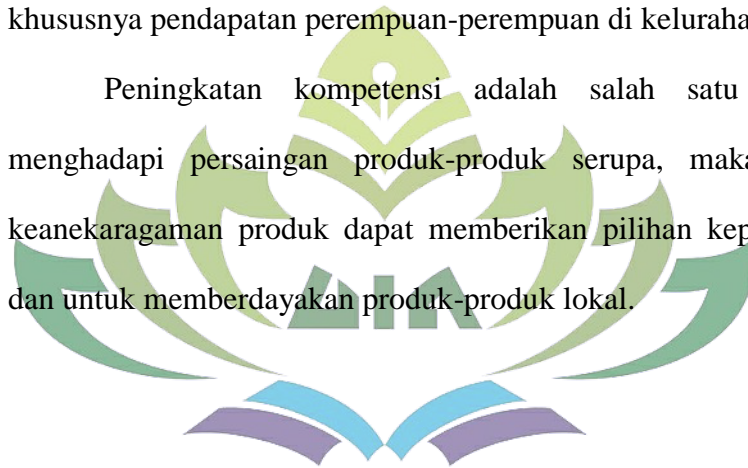 khususnya pendapatan perempuan-perempuan di keluraha
Peningkatan kompetensi adalah salah satu
menghadapi persaingan produk-produk serupa, maka
keanekaragaman produk dapat memberikan pilihan kep
dan untuk memberdayakan produk-produk lokal.